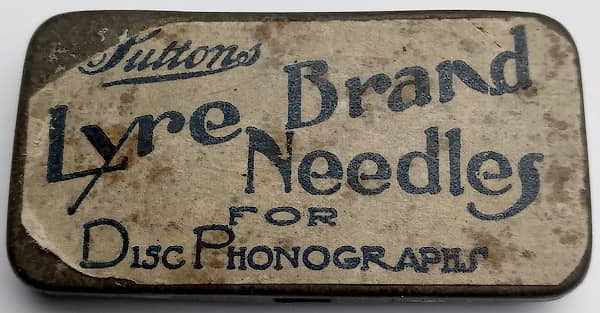 Suttons
Lyre Brand
Needles
FOR
DISC PHONOGRAPHS